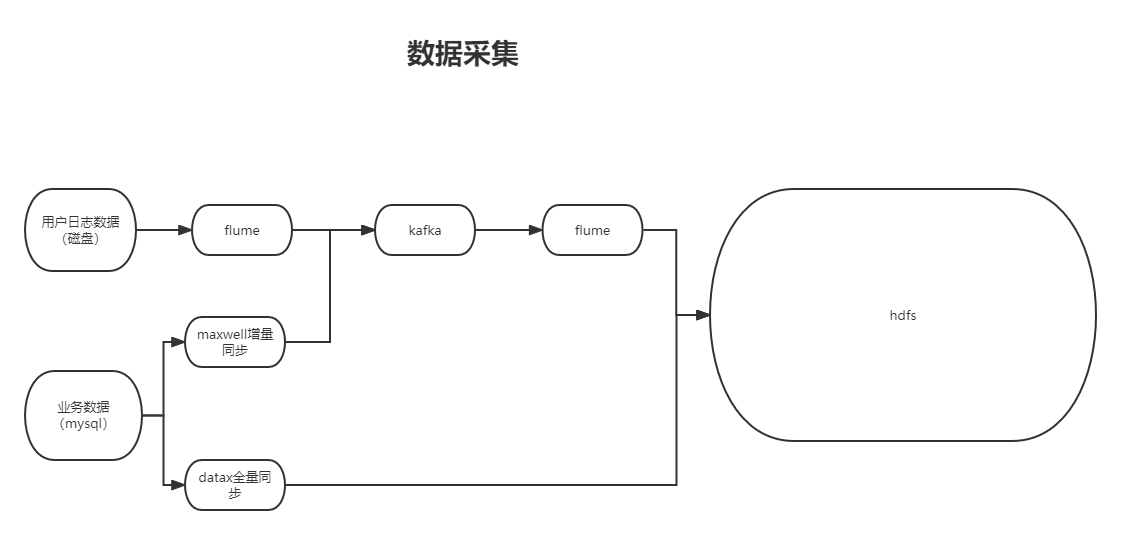 数据采集
用户日志数据
（磁盘）
flume
kafka
flume
maxwell增量
同步
业务数据
（mysql）
datax全量同
步
hdfs